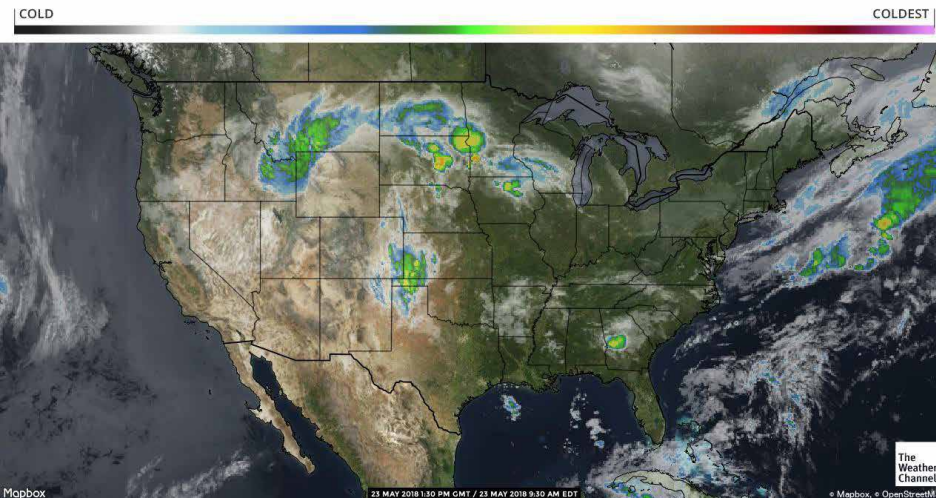 COLD
COLDEST
The
Weather
Channel
Mapbox
23 MAY 2018 1:30 PM GMT / 23 MAY 2018 9:30 AM EDT
© Mapbox, © OpenStreetM